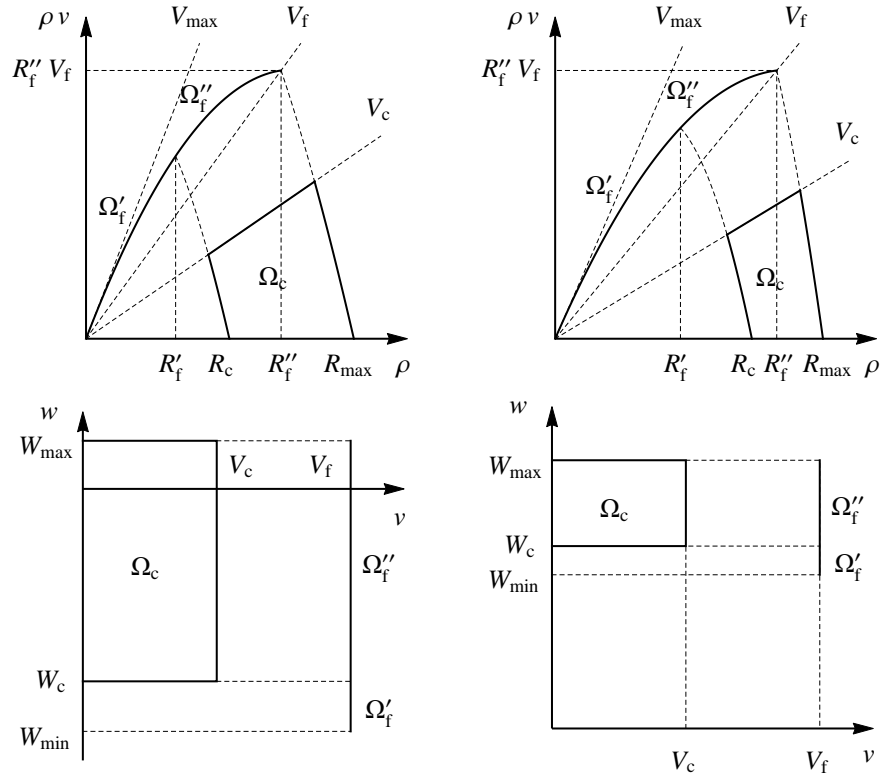 ρ v V_max V_f
R″_f V_f
Ω″_f
V_c
Ω′_f
Ω_c
R′_f R_c R″_f R_max ρ
ρ v V_max V_f
R″_f V_f
Ω″_f
V_c
Ω′_f
Ω_c
R′_f R_c R″_f R_max ρ
w
W_max
V_c V_f
v
Ω_c Ω″_f
W_c
Ω′_f
W_min
w
W_max
Ω_c Ω″_f
W_c
Ω′_f
W_min
V_c V_f v